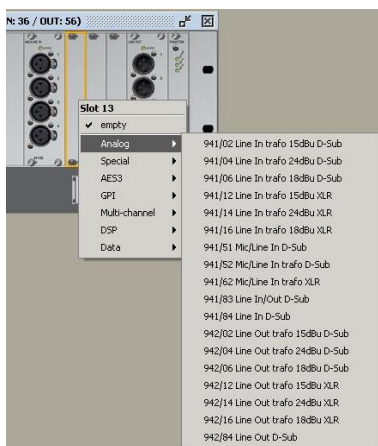 N: 36 / OUT: 56)
Slot 13
empty
Analog
Special
AES3
GPI
Multi-channel
DSP
Data
941/02 Line In trafo 15dBu D-Sub
941/04 Line In trafo 24dBu D-Sub
941/06 Line In trafo 18dBu D-Sub
941/12 Line In trafo 15dBu XLR
941/14 Line In trafo 24dBu XLR
941/16 Line In trafo 18dBu XLR
941/51 Mic/Line In D-Sub
941/52 Mic/Line In trafo D-Sub
941/62 Mic/Line In trafo XLR
941/83 Line In/Out D-Sub
941/84 Line In D-Sub
942/02 Line Out trafo 15dBu D-Sub
942/04 Line Out trafo 24dBu D-Sub
942/06 Line Out trafo 18dBu D-Sub
942/12 Line Out trafo 15dBu XLR
942/14 Line Out trafo 24dBu XLR
942/16 Line Out trafo 18dBu XLR
942/84 Line Out D-Sub